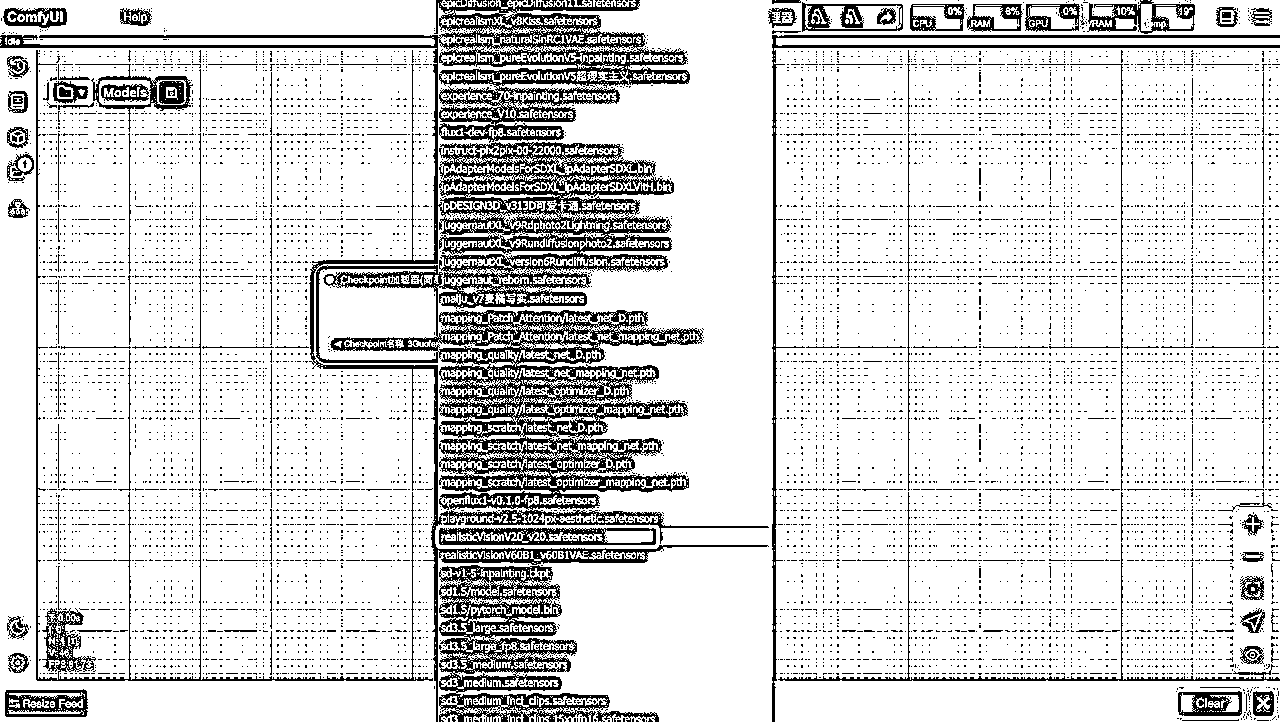 ComfyUI
Help
CPU 0%
RAM 6%
GPU 0%
VRAM 10%
Idle
Models
epicDiffusion_epicDiffusion11.safetensors
epicrealismXL_v8Kiss.safetensors
epicrealism_naturalSinRC1VAE.safetensors
epicrealism_pureEvolutionV5-inpainting.safetensors
epicrealism_pureEvolutionV5超现实主义.safetensors
experience_70-inpainting.safetensors
experience_V10.safetensors
flux1-dev-fp8.safetensors
instruct-pix2pix-00-22000.safetensors
ipAdapterModelsForSDXL_ipAdapterSDXL.bin
ipAdapterModelsForSDXL_ipAdapterSDXLVitH.bin
ipDESIGN3D_v313D可爱卡通.safetensors
juggernautXL_v9Rdphoto2Lightning.safetensors
juggernautXL_v9Rundiffusionphoto2.safetensors
juggernautXL_version6Rundiffusion.safetensors
juggernaut_reborn.safetensors
maju_v7麦橘写实.safetensors
mapping_Patch_Attention/latest_net_D.pth
mapping_Patch_Attention/latest_net_mapping_net.pth
mapping_quality/latest_net_D.pth
mapping_quality/latest_net_mapping_net.pth
mapping_quality/latest_optimizer_D.pth
mapping_quality/latest_optimizer_mapping_net.pth
mapping_scratch/latest_net_D.pth
mapping_scratch/latest_net_mapping_net.pth
mapping_scratch/latest_optimizer_D.pth
mapping_scratch/latest_optimizer_mapping_net.pth
openflux1-v0.1.0-fp8.safetensors
playground-v2.5-1024px-aesthetic.safetensors
realisticVisionV20_v20.safetensors
realisticVisionV60B1_v60B1VAE.safetensors
sd-v1-5-inpainting.ckpt
sd1.5/model.safetensors
sd1.5/pytorch_model.bin
sd3.5_large.safetensors
sd3.5_large_fp8.safetensors
sd3.5_medium.safetensors
sd3_medium.safetensors
sd3_medium_incl_clips.safetensors
Checkpoint加载器
Checkpoint名称
Resize Feed
Clear